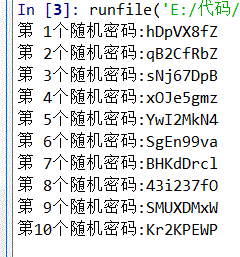 In [3]: runfile('E:/代码/
第 1个随机密码:hDpVX8fZ
第 2个随机密码:qB2CfRbZ
第 3个随机密码:sNj67DpB
第 4个随机密码:xOJe5gmz
第 5个随机密码:YwI2MkN4
第 6个随机密码:SgEn99va
第 7个随机密码:BHKdDrcl
第 8个随机密码:43i237fO
第 9个随机密码:SMUXDMxW
第10个随机密码:Kr2KPEWP